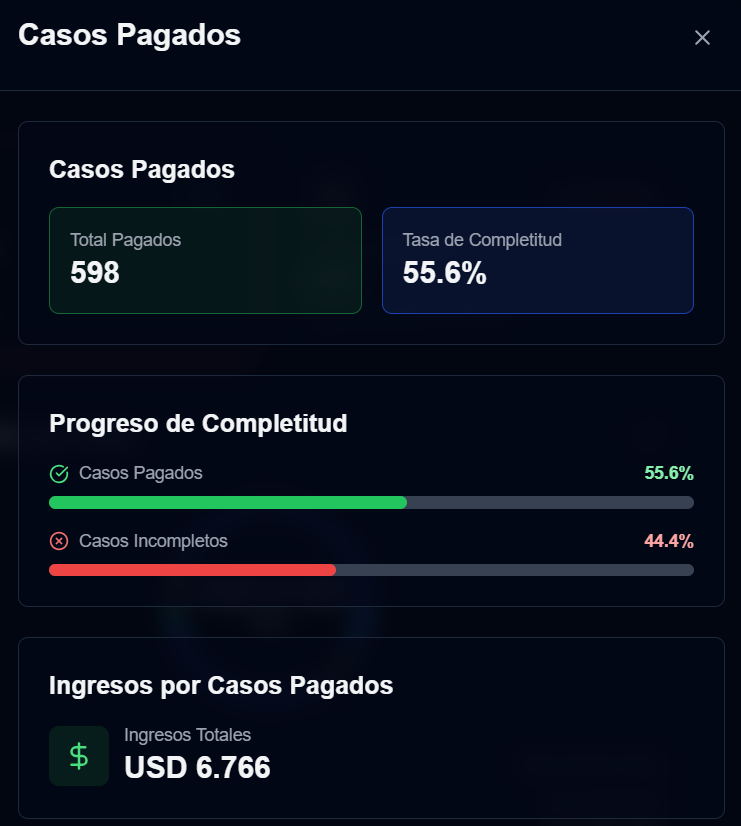 Casos Pagados
Casos Pagados
Total Pagados
598
Tasa de Completitud
55.6%
Progreso de Completitud
Casos Pagados 55.6%
Casos Incompletos 44.4%
Ingresos por Casos Pagados
Ingresos Totales
USD 6.766